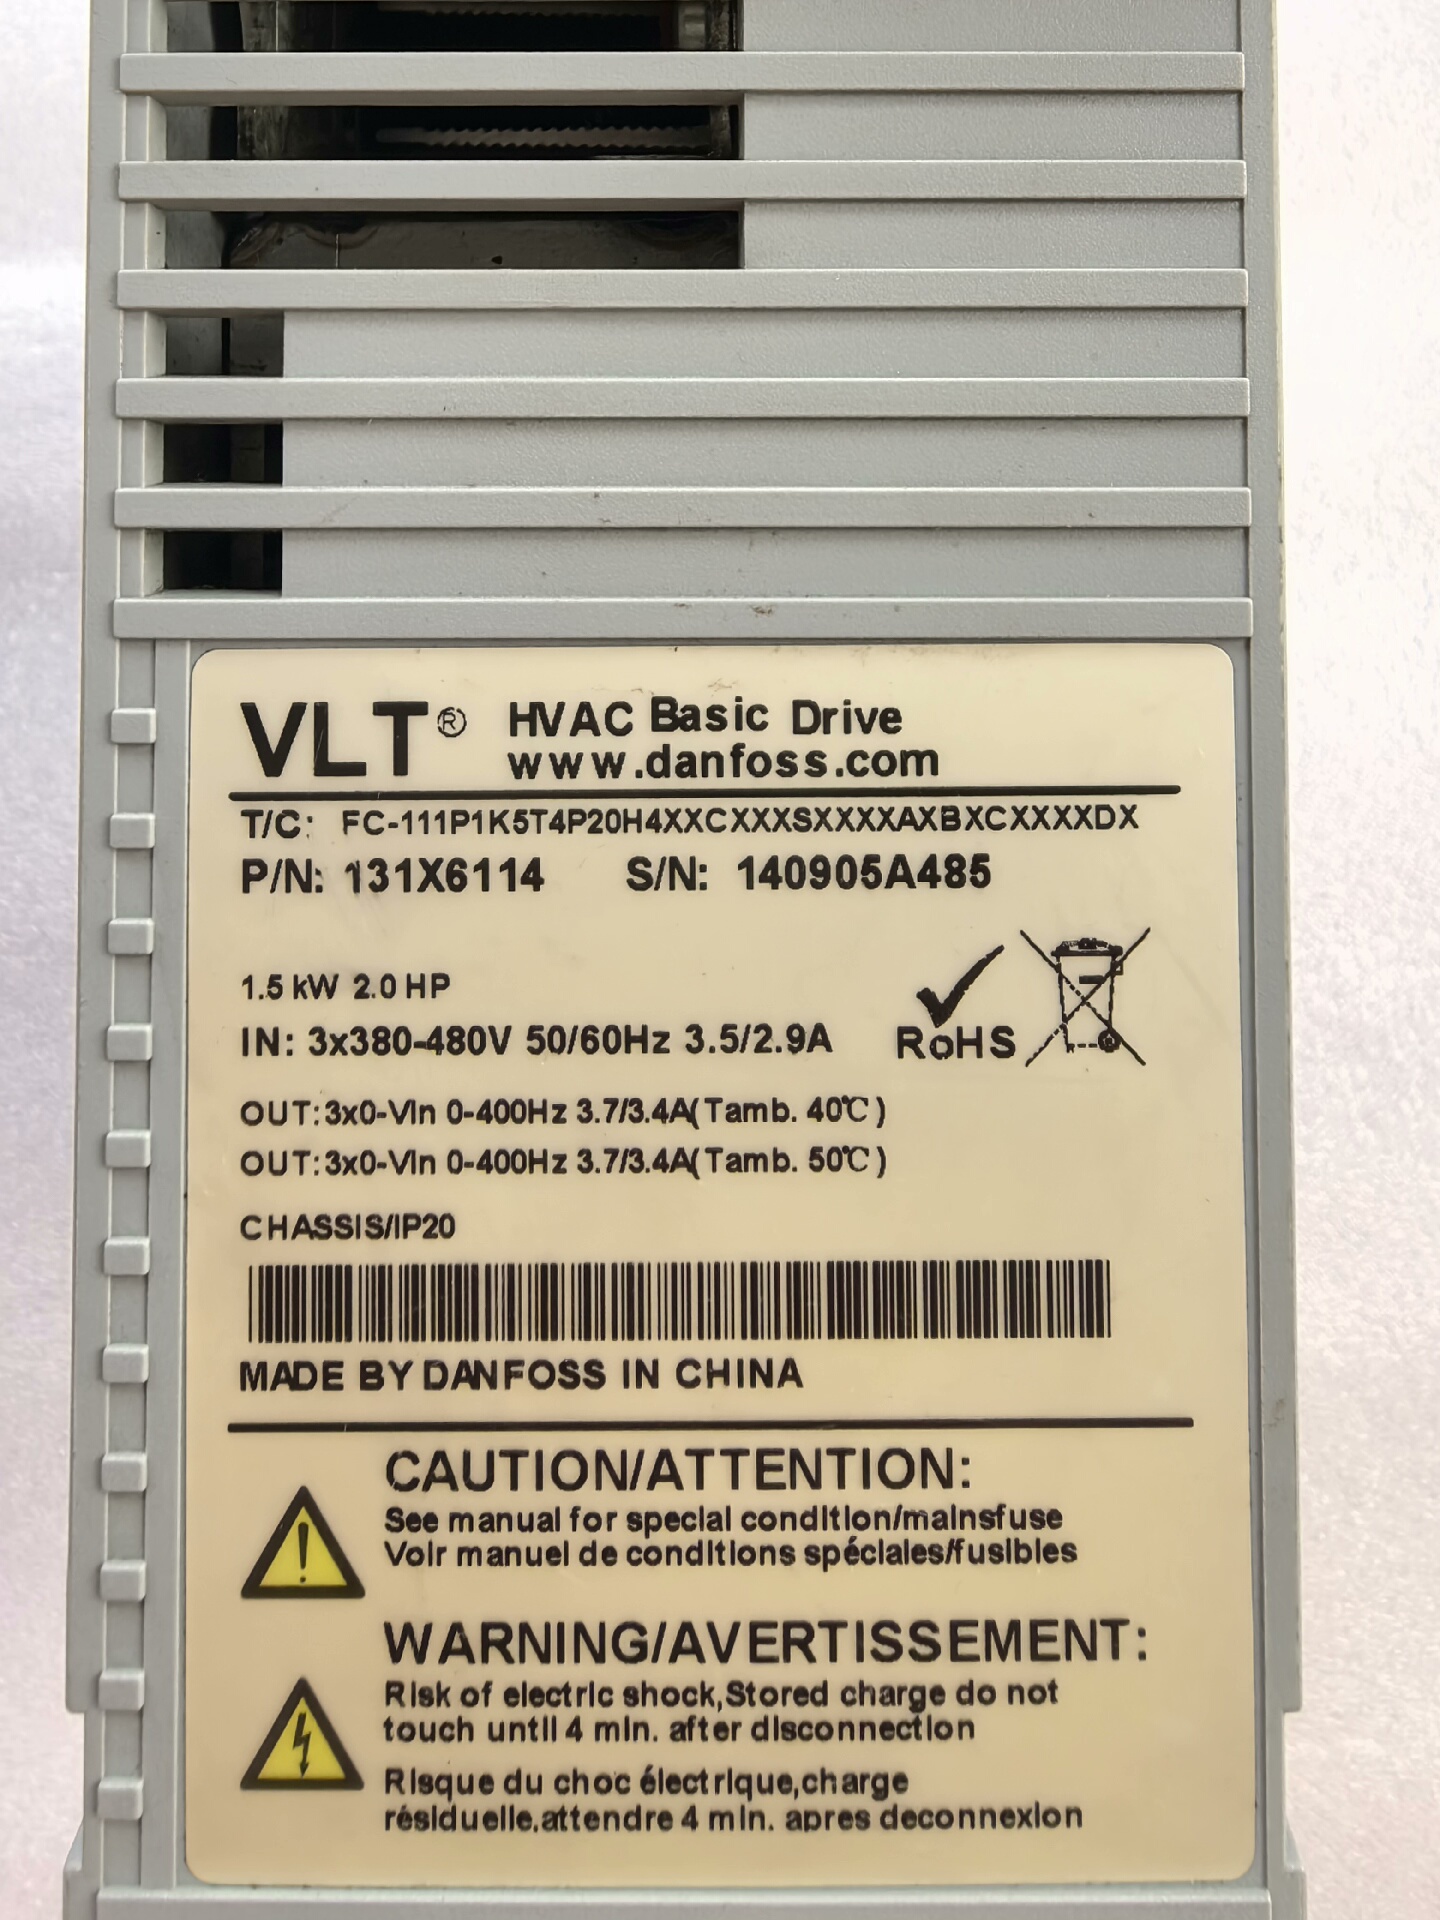 VLT® HVAC Basic Drive
www.danfoss.com
T/C: FC-111P1K5T4P20H4XXCXXXSXXXXAXBXCXXXXDX
P/N: 131X6114 S/N: 140905A485
1.5 kW 2.0 HP
IN: 3x380-480V 50/60Hz 3.5/2.9A
RoHS
OUT:3x0-Vin 0-400Hz 3.7/3.4A(Tamb. 40℃)
OUT:3x0-Vin 0-400Hz 3.7/3.4A(Tamb. 50℃)
CHASSIS/IP20
MADE BY DANFOSS IN CHINA
CAUTION/ATTENTION:
See manual for special condition/mainsfuse
Voir manuel de conditions spéciales/fusibles
WARNING/AVERTISSEMENT:
Risk of electric shock,Stored charge do not
touch until 4 min. after disconnection
Risque du choc électrique,charge
résiduelle,attendre 4 min. apres deconnexion